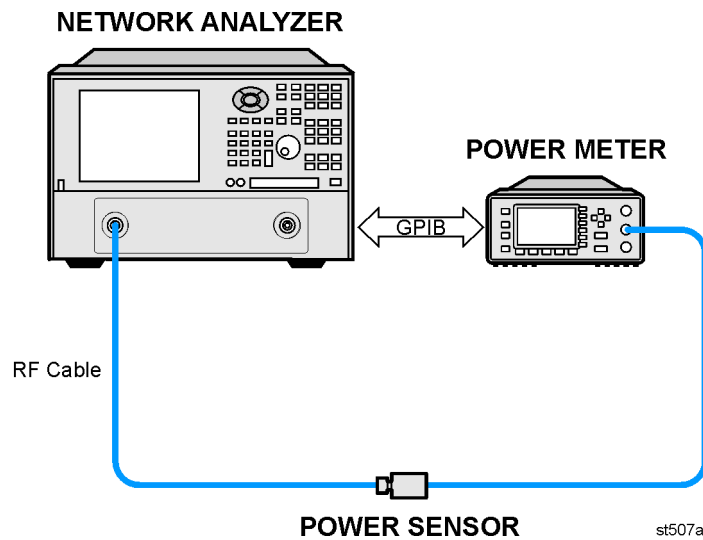 NETWORK ANALYZER
POWER METER
GPIB
RF Cable
POWER SENSOR
st507a